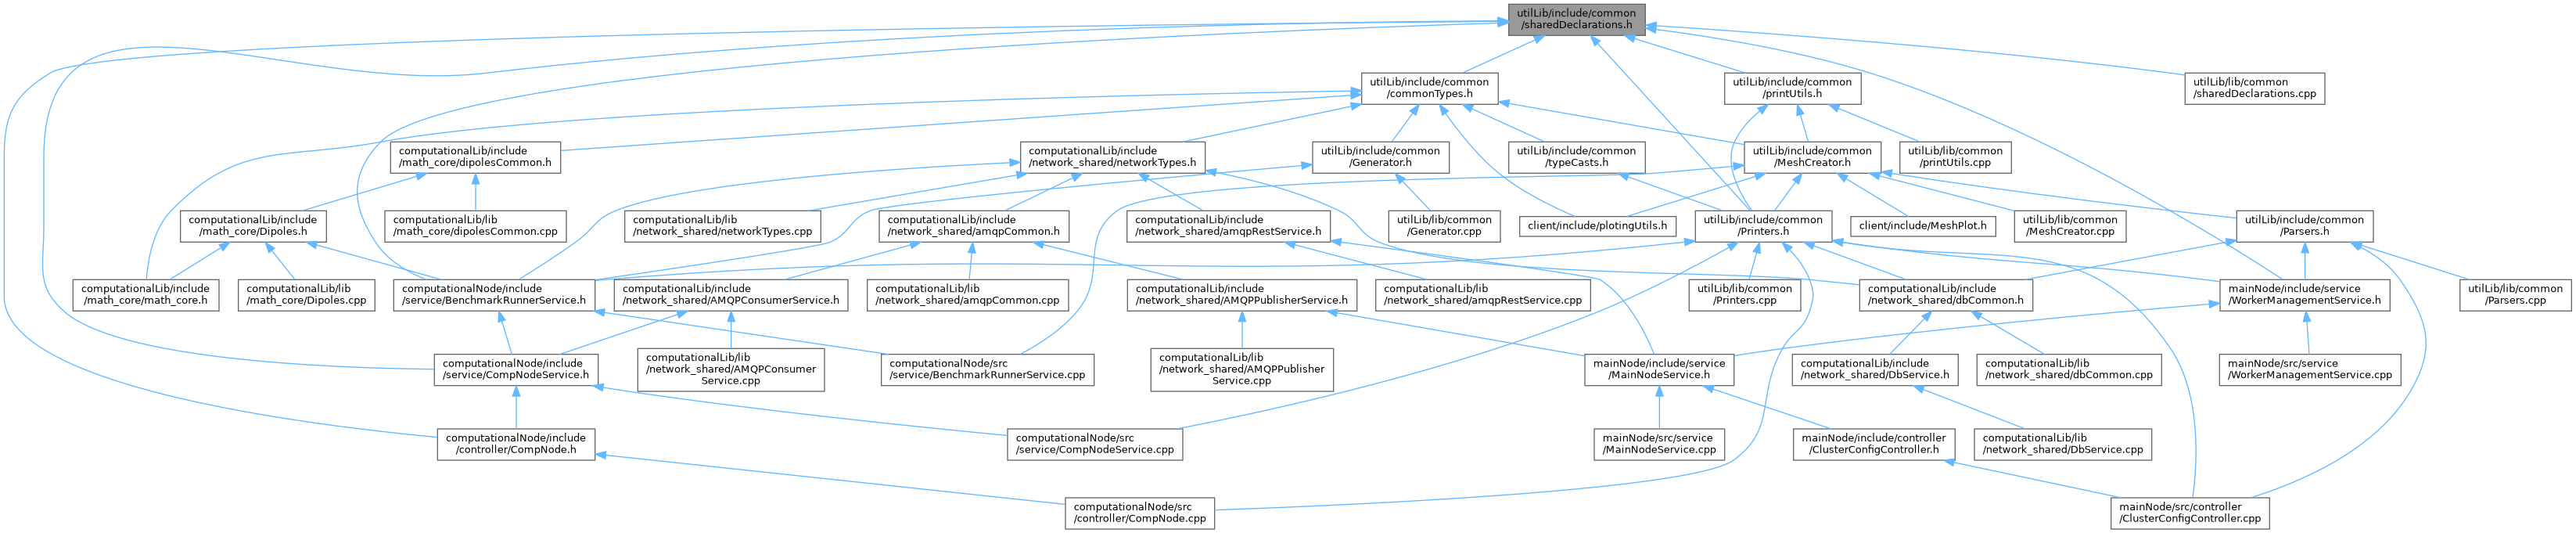 utilLib/include/common
/sharedDeclarations.h
utilLib/include/common
/commonTypes.h
utilLib/include/common
/printUtils.h
utilLib/lib/common
/sharedDeclarations.cpp
computationalLib/include
/math_core/dipolesCommon.h
computationalLib/include
/network_shared/networkTypes.h
utilLib/include/common
/Generator.h
utilLib/include/common
/typeCasts.h
utilLib/include/common
/MeshCreator.h
utilLib/lib/common
/printUtils.cpp
computationalLib/include
/math_core/Dipoles.h
computationalLib/lib
/math_core/dipolesCommon.cpp
computationalLib/lib
/network_shared/networkTypes.cpp
computationalLib/include
/network_shared/amqpCommon.h
computationalLib/include
/network_shared/amqpRestService.h
utilLib/lib/common
/Generator.cpp
client/include/plotingUtils.h
utilLib/include/common
/Printers.h
client/include/MeshPlot.h
utilLib/lib/common
/MeshCreator.cpp
utilLib/include/common
/Parsers.h
computationalLib/include
/math_core/math_core.h
computationalLib/lib
/math_core/Dipoles.cpp
computationalNode/include
/service/BenchmarkRunnerService.h
computationalLib/include
/network_shared/AMQPConsumerService.h
computationalLib/lib
/network_shared/amqpCommon.cpp
computationalLib/include
/network_shared/AMQPPublisherService.h
computationalLib/lib
/network_shared/amqpRestService.cpp
utilLib/lib/common
/Printers.cpp
computationalLib/include
/network_shared/dbCommon.h
mainNode/include/service
/WorkerManagementService.h
utilLib/lib/common
/Parsers.cpp
computationalNode/include
/service/CompNodeService.h
computationalLib/lib
/network_shared/AMQPConsumer
Service.cpp
computationalNode/src
/service/BenchmarkRunnerService.cpp
computationalLib/lib
/network_shared/AMQPPublisher
Service.cpp
mainNode/include/service
/MainNodeService.h
computationalLib/include
/network_shared/DbService.h
computationalLib/lib
/network_shared/dbCommon.cpp
mainNode/src/service
/WorkerManagementService.cpp
computationalNode/include
/controller/CompNode.h
computationalNode/src
/service/CompNodeService.cpp
mainNode/src/service
/MainNodeService.cpp
mainNode/include/controller
/ClusterConfigController.h
computationalLib/lib
/network_shared/DbService.cpp
computationalNode/src
/controller/CompNode.cpp
mainNode/src/controller
/ClusterConfigController.cpp